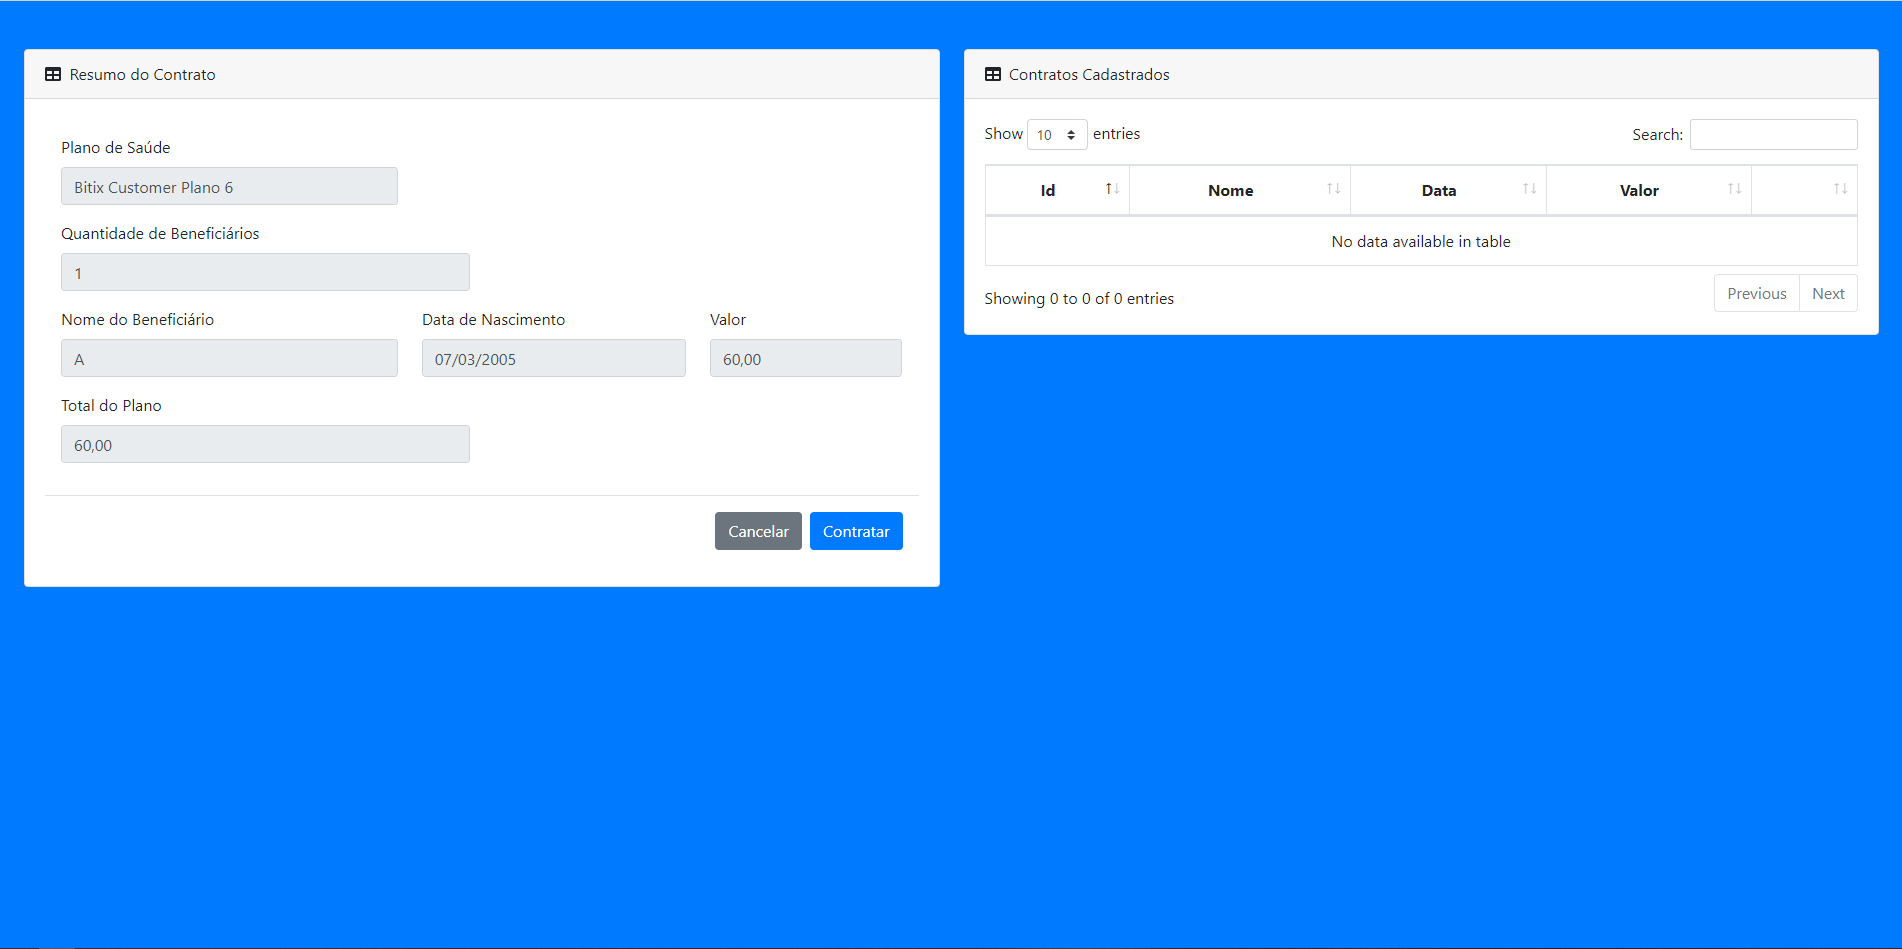 Resumo do Contrato
Plano de Saúde
Bitix Customer Plano 6
Quantidade de Beneficiários
1
Nome do Beneficiário Data de Nascimento Valor
A 07/03/2005 60,00
Total do Plano
60,00
Cancelar Contratar
Contratos Cadastrados
Show 10 entries Search:
Id Nome Data Valor
No data available in table
Showing 0 to 0 of 0 entries
Previous Next